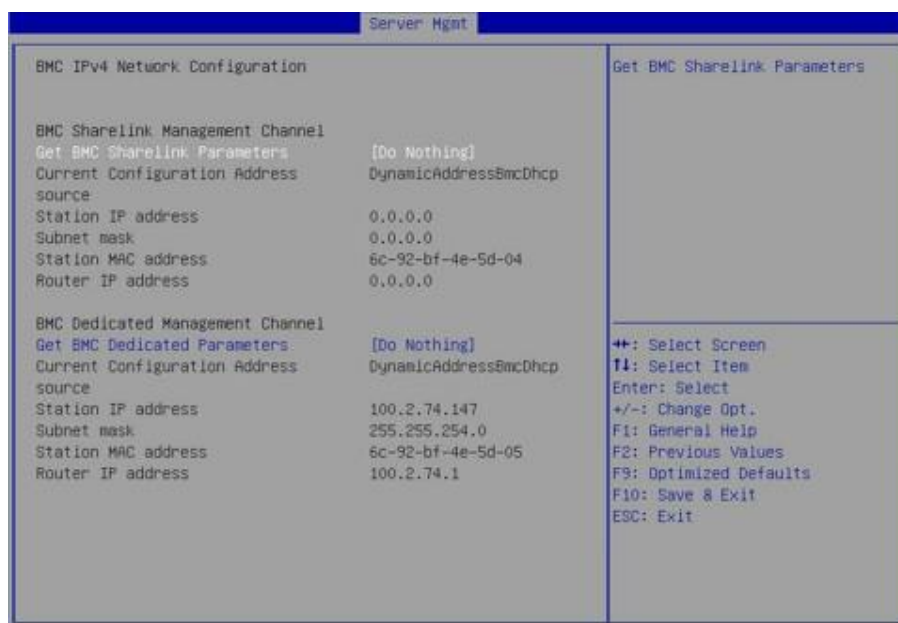 Server Mgmt
BMC IPv4 Network Configuration
BMC Sharelink Management Channel
Get BMC Sharelink Parameters [Do Nothing]
Current Configuration Address DynamicAddressBmcDhcp
source
Station IP address 0.0.0.0
Subnet mask 0.0.0.0
Station MAC address 6c-92-bf-4e-5d-04
Router IP address 0.0.0.0
BMC Dedicated Management Channel
Get BMC Dedicated Parameters [Do Nothing]
Current Configuration Address DynamicAddressBmcDhcp
source
Station IP address 100.2.74.147
Subnet mask 255.255.254.0
Station MAC address 6c-92-bf-4e-5d-05
Router IP address 100.2.74.1
Get BMC Sharelink Parameters
→←: Select Screen
↑↓: Select Item
Enter: Select
+/-: Change Opt.
F1: General Help
F2: Previous Values
F9: Optimized Defaults
F10: Save & Exit
ESC: Exit